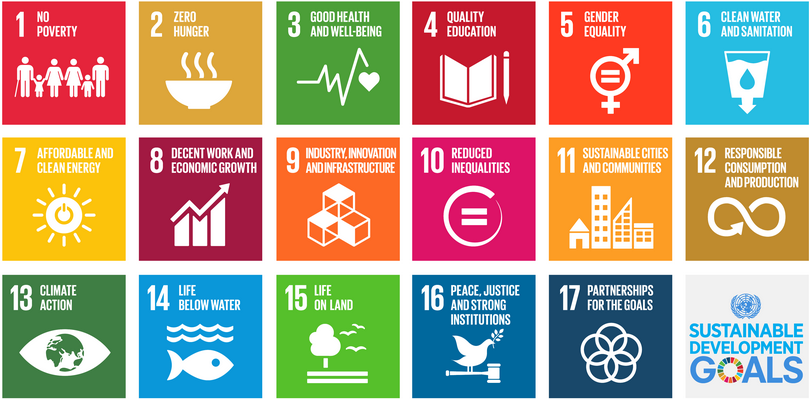 1 NO
POVERTY
2 ZERO
HUNGER
3 GOOD HEALTH
AND WELL-BEING
4 QUALITY
EDUCATION
5 GENDER
EQUALITY
6 CLEAN WATER
AND SANITATION
7 AFFORDABLE AND
CLEAN ENERGY
8 DECENT WORK AND
ECONOMIC GROWTH
9 INDUSTRY, INNOVATION
AND INFRASTRUCTURE
10 REDUCED
INEQUALITIES
11 SUSTAINABLE CITIES
AND COMMUNITIES
12 RESPONSIBLE
CONSUMPTION
AND PRODUCTION
13 CLIMATE
ACTION
14 LIFE
BELOW WATER
15 LIFE
ON LAND
16 PEACE, JUSTICE
AND STRONG
INSTITUTIONS
17 PARTNERSHIPS
FOR THE GOALS
SUSTAINABLE
DEVELOPMENT
GOALS